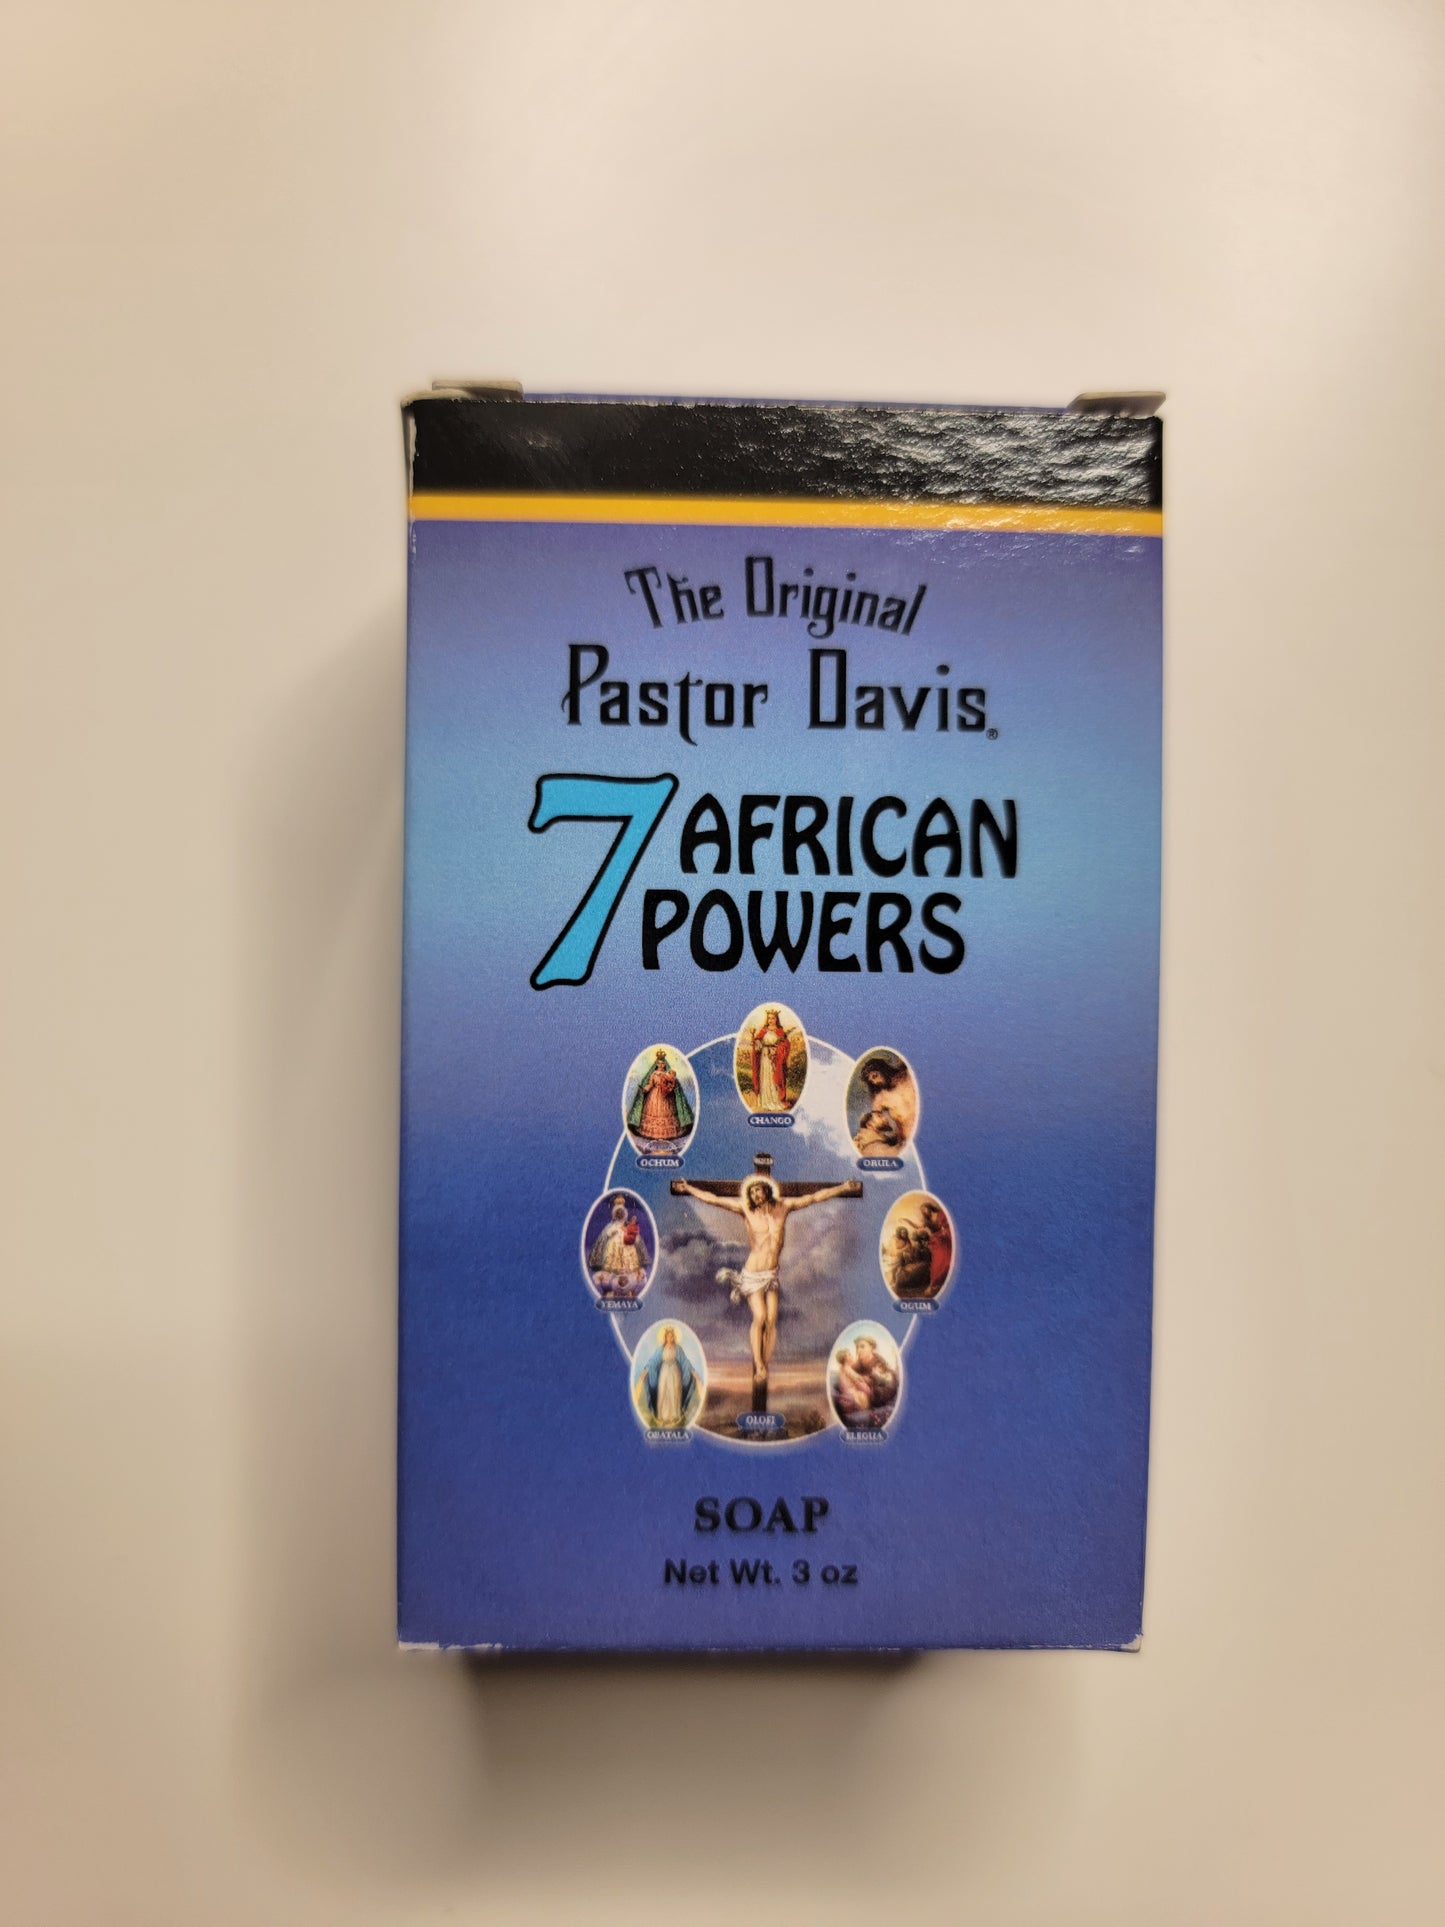 The Original
Pastor Davis®
7 AFRICAN
POWERS
CHANGO
OCHUM
ORULA
YEMAYA
OGUM
OBATALA
OLOFI
ELEGUA
SOAP
Net Wt. 3 oz